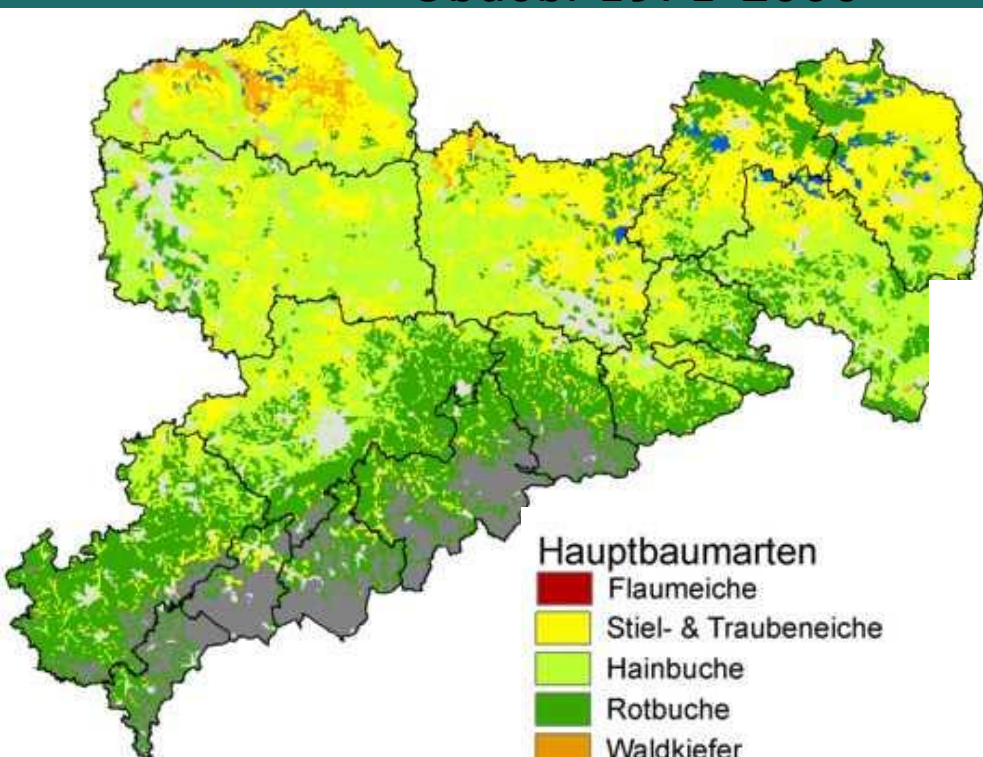 Hauptbaumarten
Flaumeiche
Stiel- & Traubeneiche
Hainbuche
Rotbuche
Waldkiefer